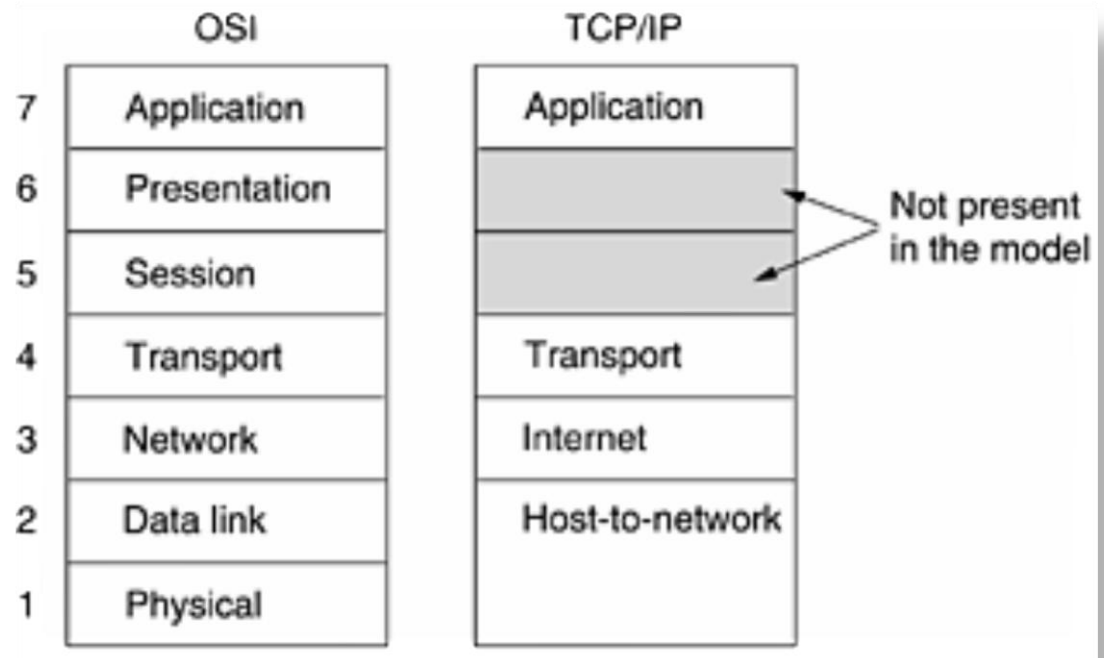 OSI
TCP/IP
7
Application
Application
6
Presentation
Not present
in the model
5
Session
4
Transport
Transport
3
Network
Internet
2
Data link
Host-to-network
1
Physical